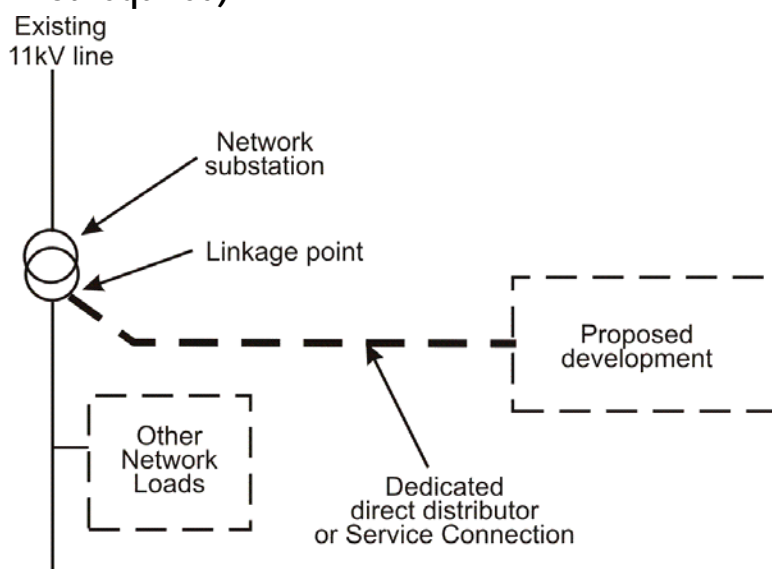 Existing
11kV line
Network
substation
Linkage point
Proposed
development
Other
Network
Loads
Dedicated
direct distributor
or Service Connection